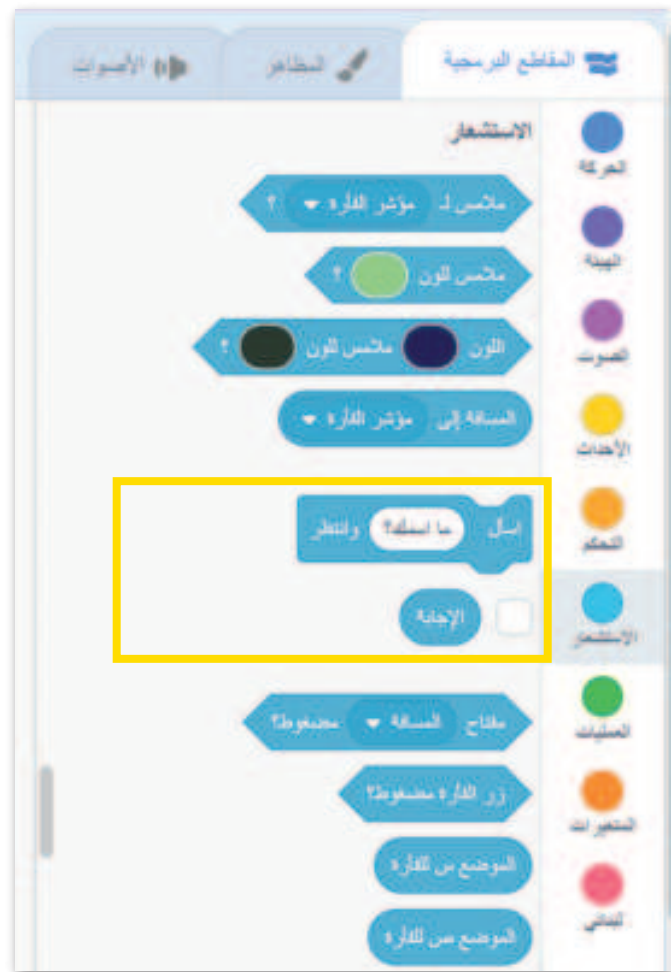 المقاطع البرمجية
المظاهر
الأصوات
الحركة
الهيئة
الصوت
الأحداث
التحكم
الاستشعار
العمليات
المتغيرات
لبناتي
الاستشعار
ملامس لـ مؤشر الفأرة ؟
ملامس للون ؟
اللون ملامس للون ؟
المسافة إلى مؤشر الفأرة
إسأل ما اسمك؟ وانتظر
الإجابة
مفتاح المسافة مضغوط؟
زر الفأرة مضغوط؟
الموضع س للفأرة
الموضع ص للفأرة